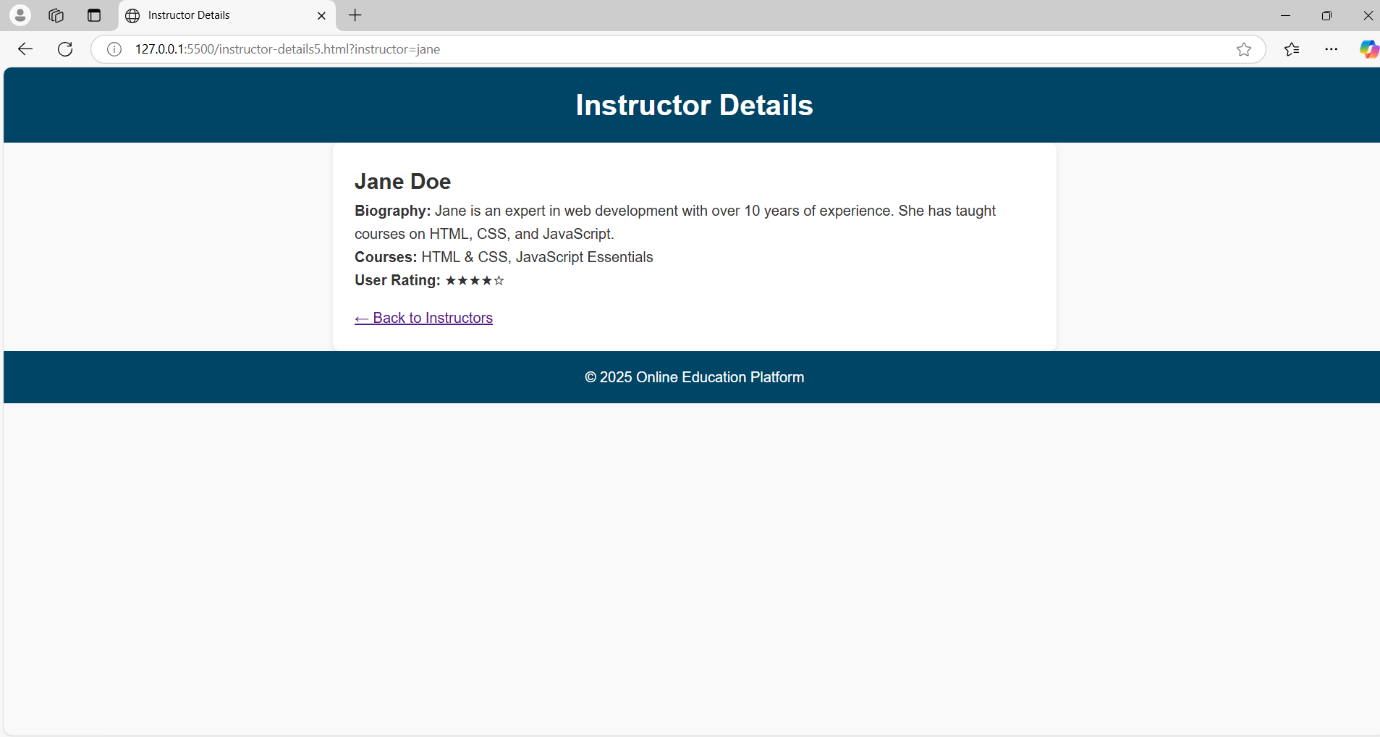 Instructor Details
127.0.0.1:5500/instructor-details5.html?instructor=jane
Instructor Details
Jane Doe
Biography: Jane is an expert in web development with over 10 years of experience. She has taught
courses on HTML, CSS, and JavaScript.
Courses: HTML & CSS, JavaScript Essentials
User Rating: ★★★★☆
← Back to Instructors
© 2025 Online Education Platform